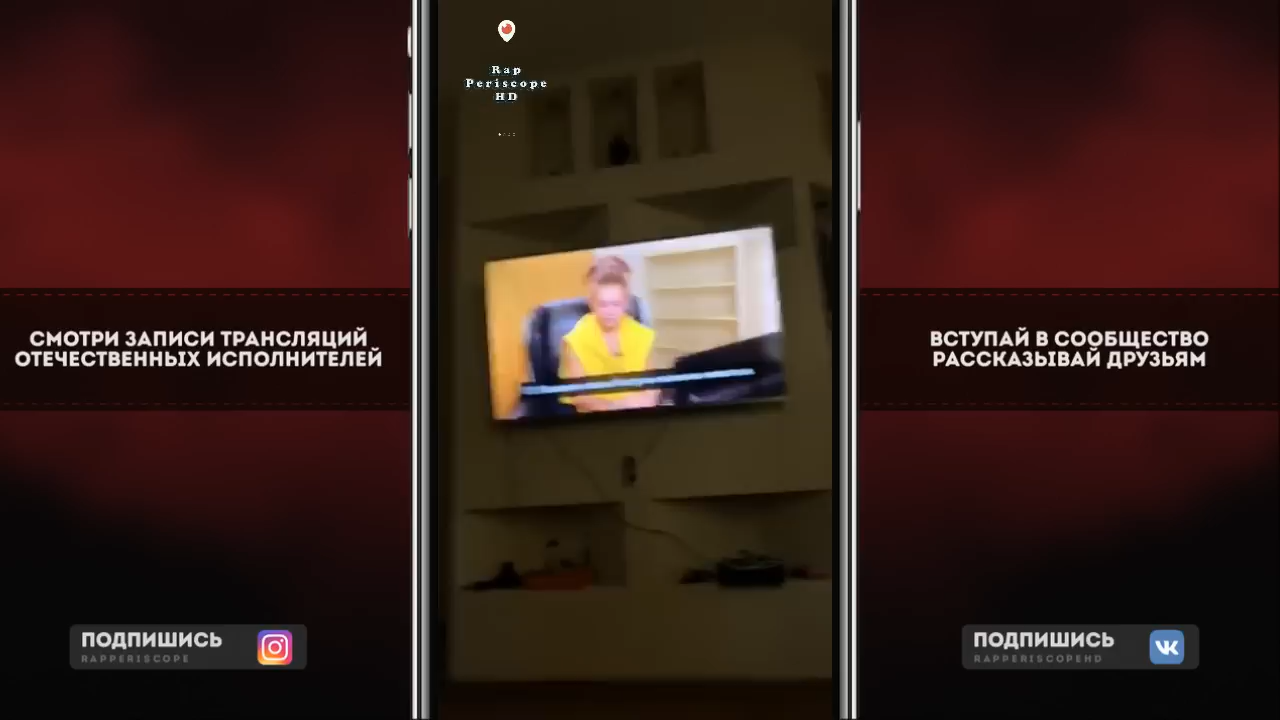 Rap
Periscope
HD
СМОТРИ ЗАПИСИ ТРАНСЛЯЦИЙ
ОТЕЧЕСТВЕННЫХ ИСПОЛНИТЕЛЕЙ
ВСТУПАЙ В СООБЩЕСТВО
РАССКАЗЫВАЙ ДРУЗЬЯМ
ПОДПИШИСЬ
RAPPERISCOPE
ПОДПИШИСЬ
RAPPERISCOPEHD